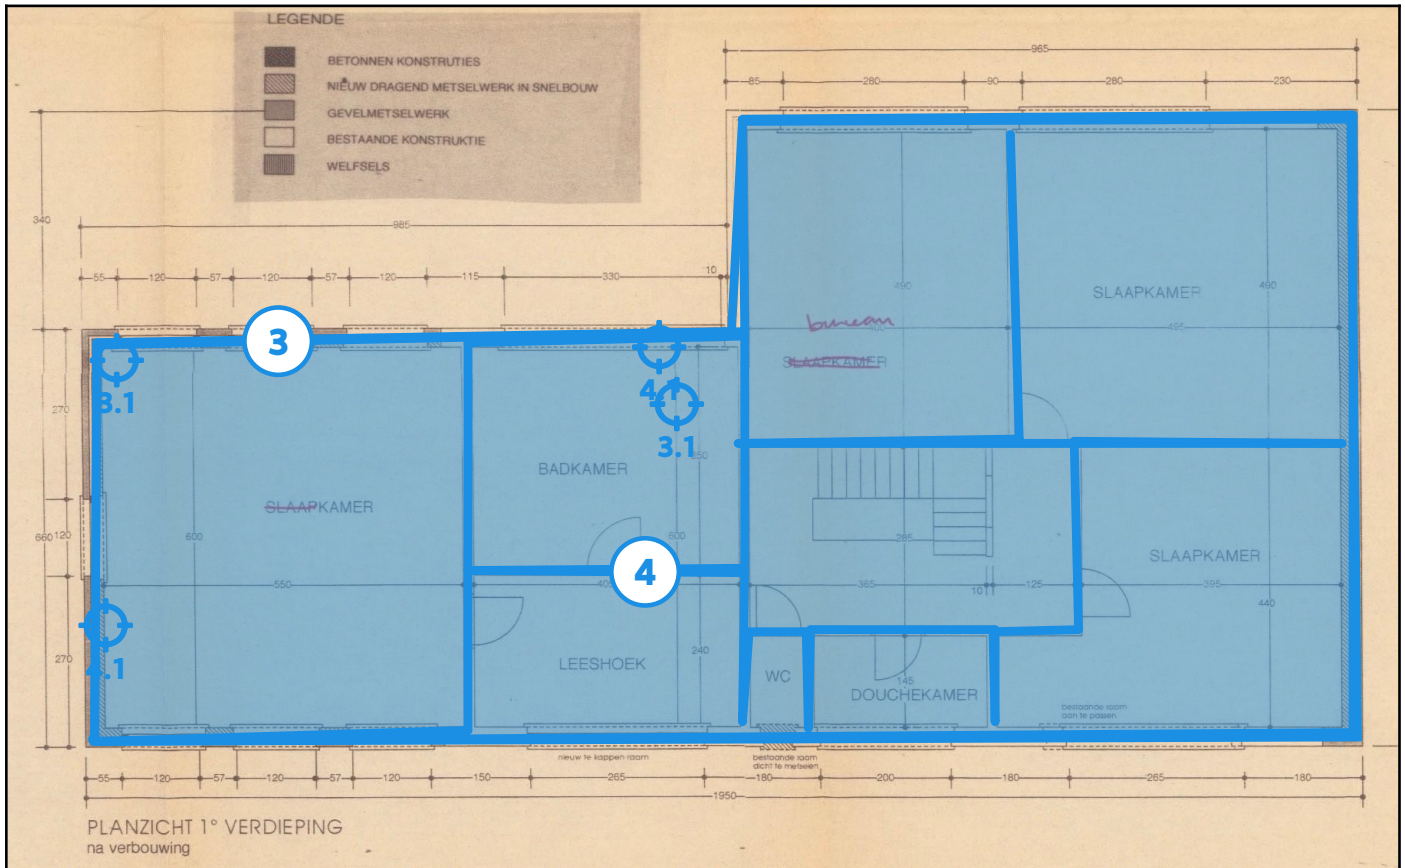 LEGENDE
BETONNEN KONSTRUTIES
NIEUW DRAGEND METSELWERK IN SNELBOUW
GEVELMETSELWERK
BESTAANDE KONSTRUKTIE
WELFSELS
965
85 280 90 280 230
340
985
55 120 57 120 57 120 115 330 10
490 SLAAPKAMER 490
bureau 495
3
SLAAPKAMER
3.1 4.1
270
3.1
350
BADKAMER
SLAAPKAMER
660 120 600 600 285
SLAAPKAMER
4
550 405 365 10 125 395
440
.1
270 LEESHOEK 240
WC 145
DOUCHEKAMER
bestaande raam
aan te passen
nieuw te kappen raam bestaande raam
dicht te metselen
55 120 57 120 57 120 150 265 180 200 180 265 180
1950
PLANZICHT 1° VERDIEPING
na verbouwing